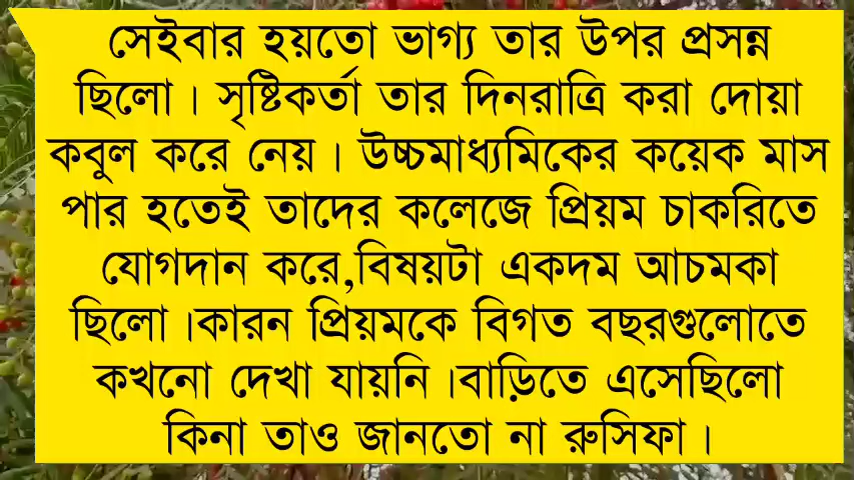 সেইবার হয়তো ভাগ্য তার উপর প্রসন্ন
ছিলো। সৃষ্টিকর্তা তার দিনরাত্রি করা দোয়া
কবুল করে নেয়। উচ্চমাধ্যমিকের কয়েক মাস
পার হতেই তাদের কলেজে প্রিয়ম চাকরিতে
যোগদান করে,বিষয়টা একদম আচমকা
ছিলো।কারন প্রিয়মকে বিগত বছরগুলোতে
কখনো দেখা যায়নি।বাড়িতে এসেছিলো
কিনা তাও জানতো না রুসিফা।